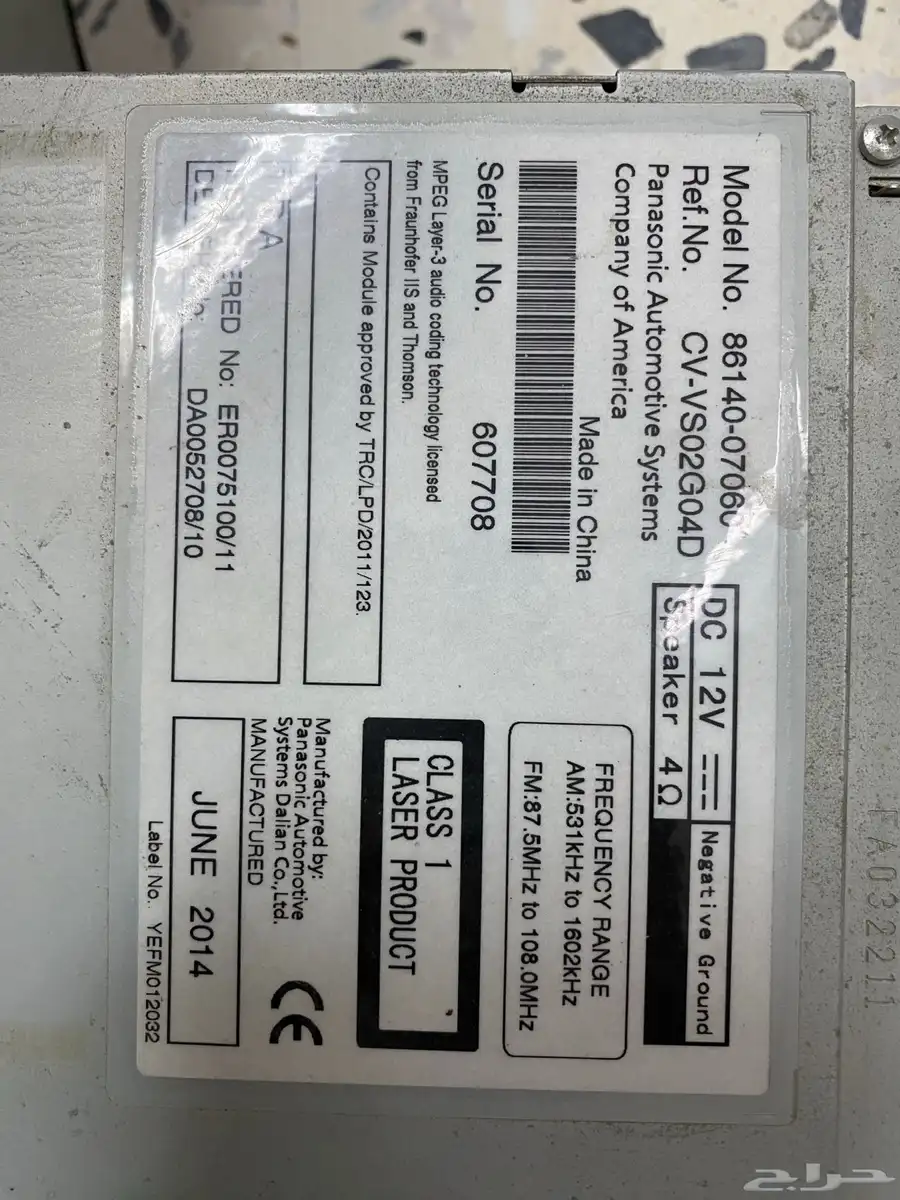 Model No. 86140-07060
Ref.No. CV-VS02G04D
Panasonic Automotive Systems
Company of America
Made in China
Serial No. 607708
MPEG Layer-3 audio coding technology licensed
from Fraunhofer IIS and Thomson.
Contains Module approved by TRC/LPD/2011/123.
No: ER0075100/11
DA0052708/10
DC 12V
Negative Ground
Speaker 4Ω
FREQUENCY RANGE
AM:531kHz to 1602kHz
FM:87.5MHz to 108.0MHz
CLASS 1
LASER PRODUCT
Manufactured by:
Panasonic Automotive
Systems Dalian Co.,Ltd.
MANUFACTURED
CE
JUNE 2014
Label No. YEFM012032
FA032211
حراج